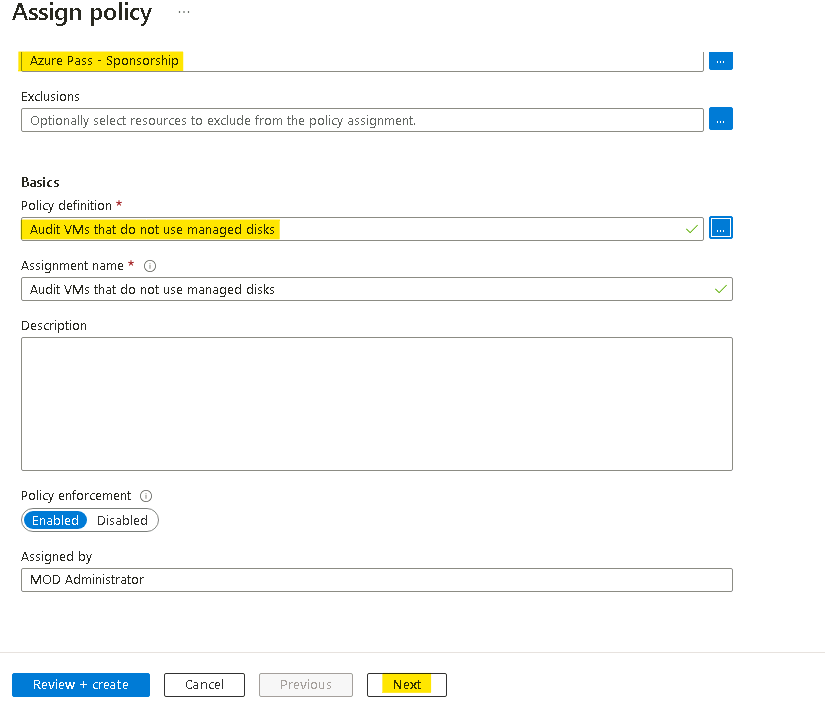 Assign policy ...
Azure Pass - Sponsorship ...
Exclusions
Optionally select resources to exclude from the policy assignment. ...
Basics
Policy definition *
Audit VMs that do not use managed disks ...
Assignment name *
Audit VMs that do not use managed disks
Description
Policy enforcement
Enabled Disabled
Assigned by
MOD Administrator
Review + create Cancel Previous Next